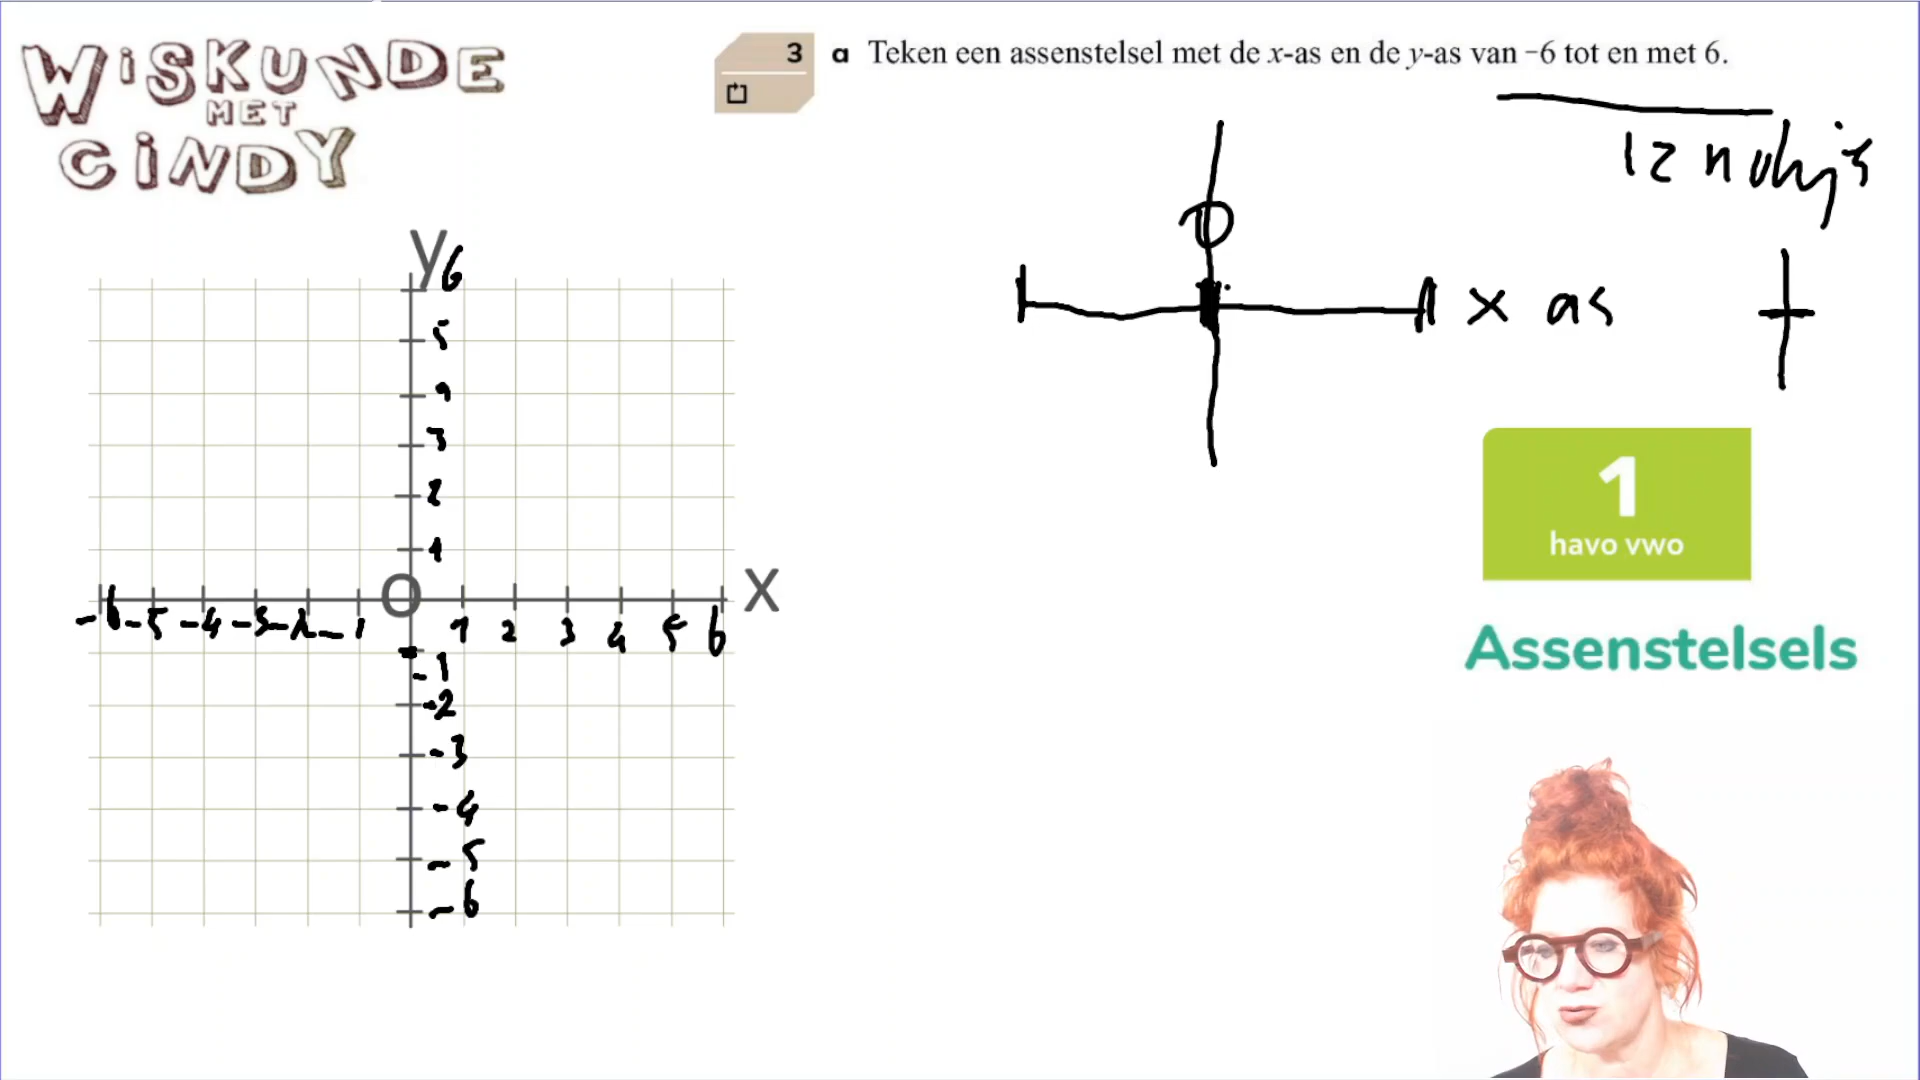 WiSKUNDE
MET
CiNDY
3 a Teken een assenstelsel met de x-as en de y-as van −6 tot en met 6.
12
x as
y 6
5
4
3
2
1
O
x
-6 -5 -4 -3 -2 -1 1 2 3 4 5 6
-1
-2
-3
-4
-5
-6
1
havo vwo
Assenstelsels